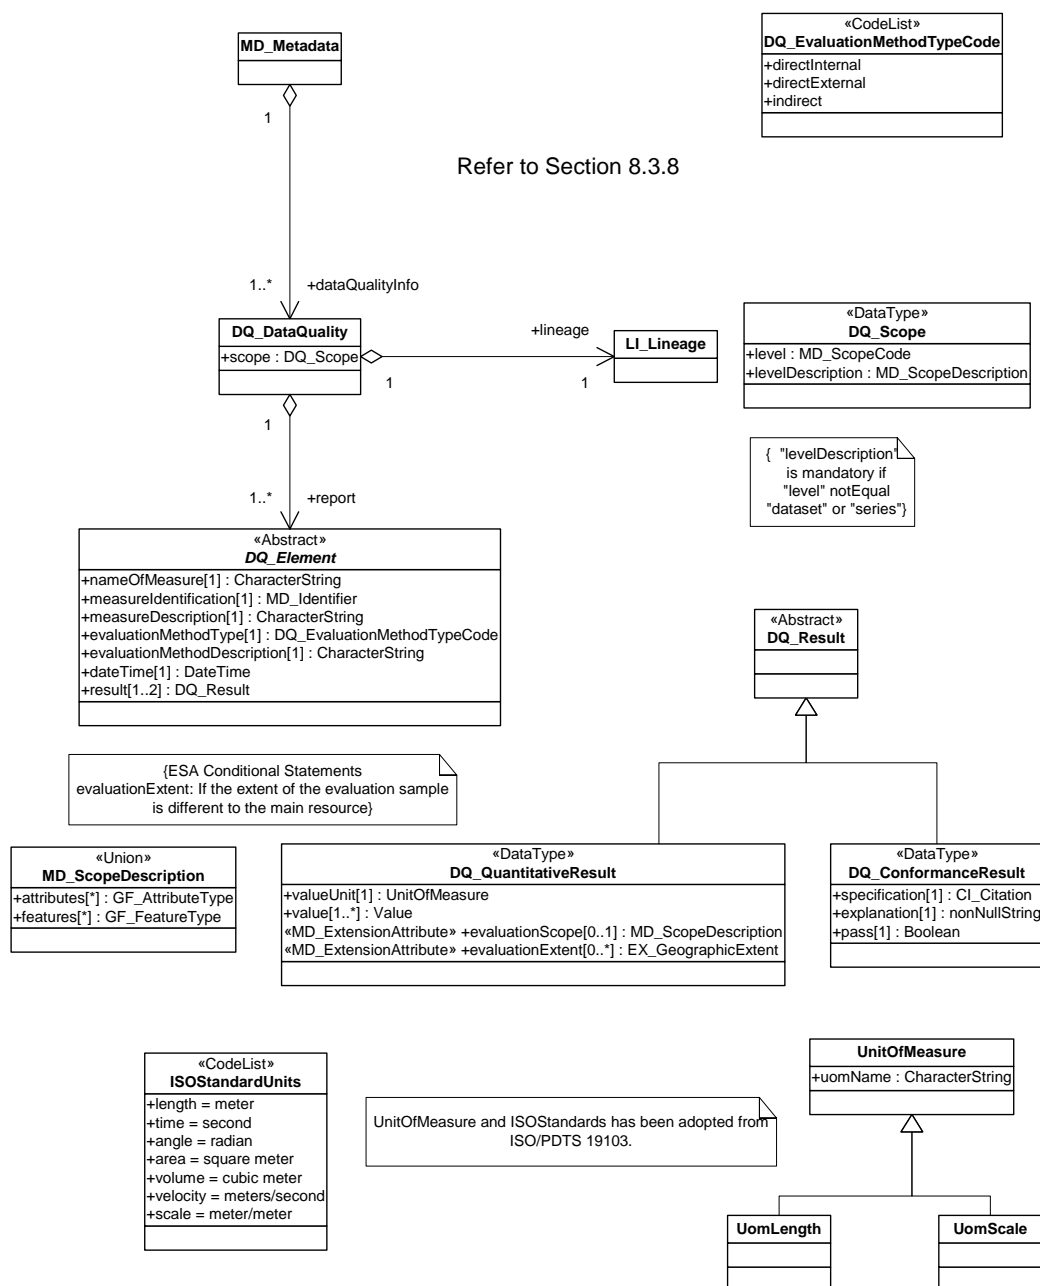 MD_Metadata
1
«CodeList»
DQ_EvaluationMethodTypeCode
+directInternal
+directExternal
+indirect
Refer to Section 8.3.8
1..*
+dataQualityInfo
DQ_DataQuality
+scope : DQ_Scope
1
1
+lineage
1
LI_Lineage
«DataType»
DQ_Scope
+level : MD_ScopeCode
+levelDescription : MD_ScopeDescription
{ "levelDescription"
is mandatory if
"level" notEqual
"dataset" or "series"}
1..*
+report
«Abstract»
DQ_Element
+nameOfMeasure[1] : CharacterString
+measureIdentification[1] : MD_Identifier
+measureDescription[1] : CharacterString
+evaluationMethodType[1] : DQ_EvaluationMethodTypeCode
+evaluationMethodDescription[1] : CharacterString
+dateTime[1] : DateTime
+result[1..2] : DQ_Result
«Abstract»
DQ_Result
{ESA Conditional Statements
evaluationExtent: If the extent of the evaluation sample
is different to the main resource}
«Union»
MD_ScopeDescription
+attributes[*] : GF_AttributeType
+features[*] : GF_FeatureType
«DataType»
DQ_QuantitativeResult
+valueUnit[1] : UnitOfMeasure
+value[1..*] : Value
«MD_ExtensionAttribute» +evaluationScope[0..1] : MD_ScopeDescription
«MD_ExtensionAttribute» +evaluationExtent[0..*] : EX_GeographicExtent
«DataType»
DQ_ConformanceResult
+specification[1] : CI_Citation
+explanation[1] : nonNullString
+pass[1] : Boolean
«CodeList»
ISOStandardUnits
+length = meter
+time = second
+angle = radian
+area = square meter
+volume = cubic meter
+velocity = meters/second
+scale = meter/meter
UnitOfMeasure and ISOStandards has been adopted from
ISO/PDTS 19103.
UnitOfMeasure
+uomName : CharacterString
UomLength
UomScale